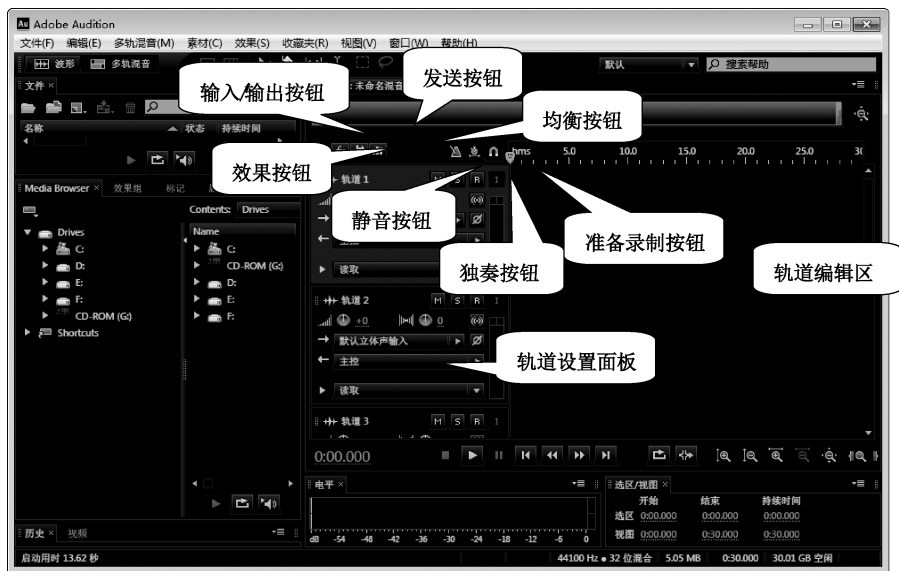 Au Adobe Audition
文件(F) 编辑(E) 多轨混音(M) 素材(C) 效果(S) 收藏夹(R) 视图(V) 窗口(W) 帮助(H)
波形 多轨混音 默认 搜索帮助
文件 × : 未命名混音
输入/输出按钮
发送按钮
均衡按钮
名称 状态 持续时间
效果按钮
hms 5.0 10.0 15.0 20.0 25.0 3(
轨道 1 M S R I
Media Browser × 效果组 标记
静音按钮
准备录制按钮
独奏按钮
轨道编辑区
Contents: Drives
Drives Name
C: C:
D: CD-ROM (G:)
E: D:
F: E:
CD-ROM (G:) F:
Shortcuts
主控
读取
轨道 2 M S R I
+0 0
默认立体声输入
主控
轨道设置面板
读取
轨道 3 M S R I
0:00.000
电平 × 选区/视图 ×
开始 结束 持续时间
选区 0:00.000 0:00.000 0:00.000
视图 0:00.000 0:30.000 0:30.000
dB -54 -48 -42 -36 -30 -24 -18 -12 -6 0
历史 × 视频
启动用时 13.62 秒 44100 Hz ● 32 位混合 5.05 MB 0:30.000 30.01 GB 空闲